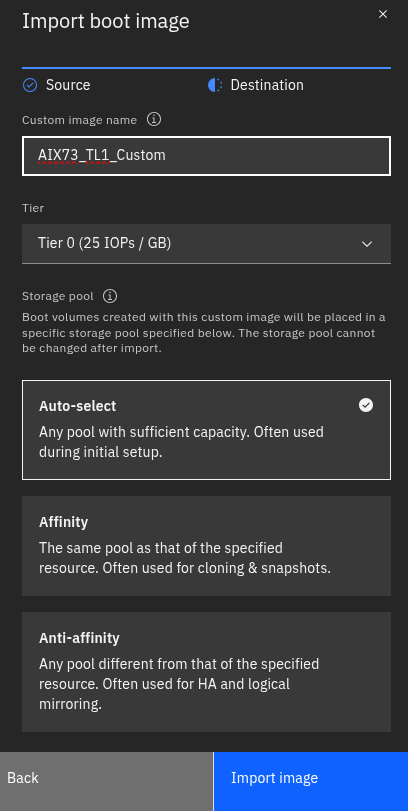 Import boot image
Source
Destination
Custom image name
AIX73_TL1_Custom
Tier
Tier 0 (25 IOPs / GB)
Storage pool
Boot volumes created with this custom image will be placed in a
specific storage pool specified below. The storage pool cannot
be changed after import.
Auto-select
Any pool with sufficient capacity. Often used
during initial setup.
Affinity
The same pool as that of the specified
resource. Often used for cloning & snapshots.
Anti-affinity
Any pool different from that of the specified
resource. Often used for HA and logical
mirroring.
Back
Import image